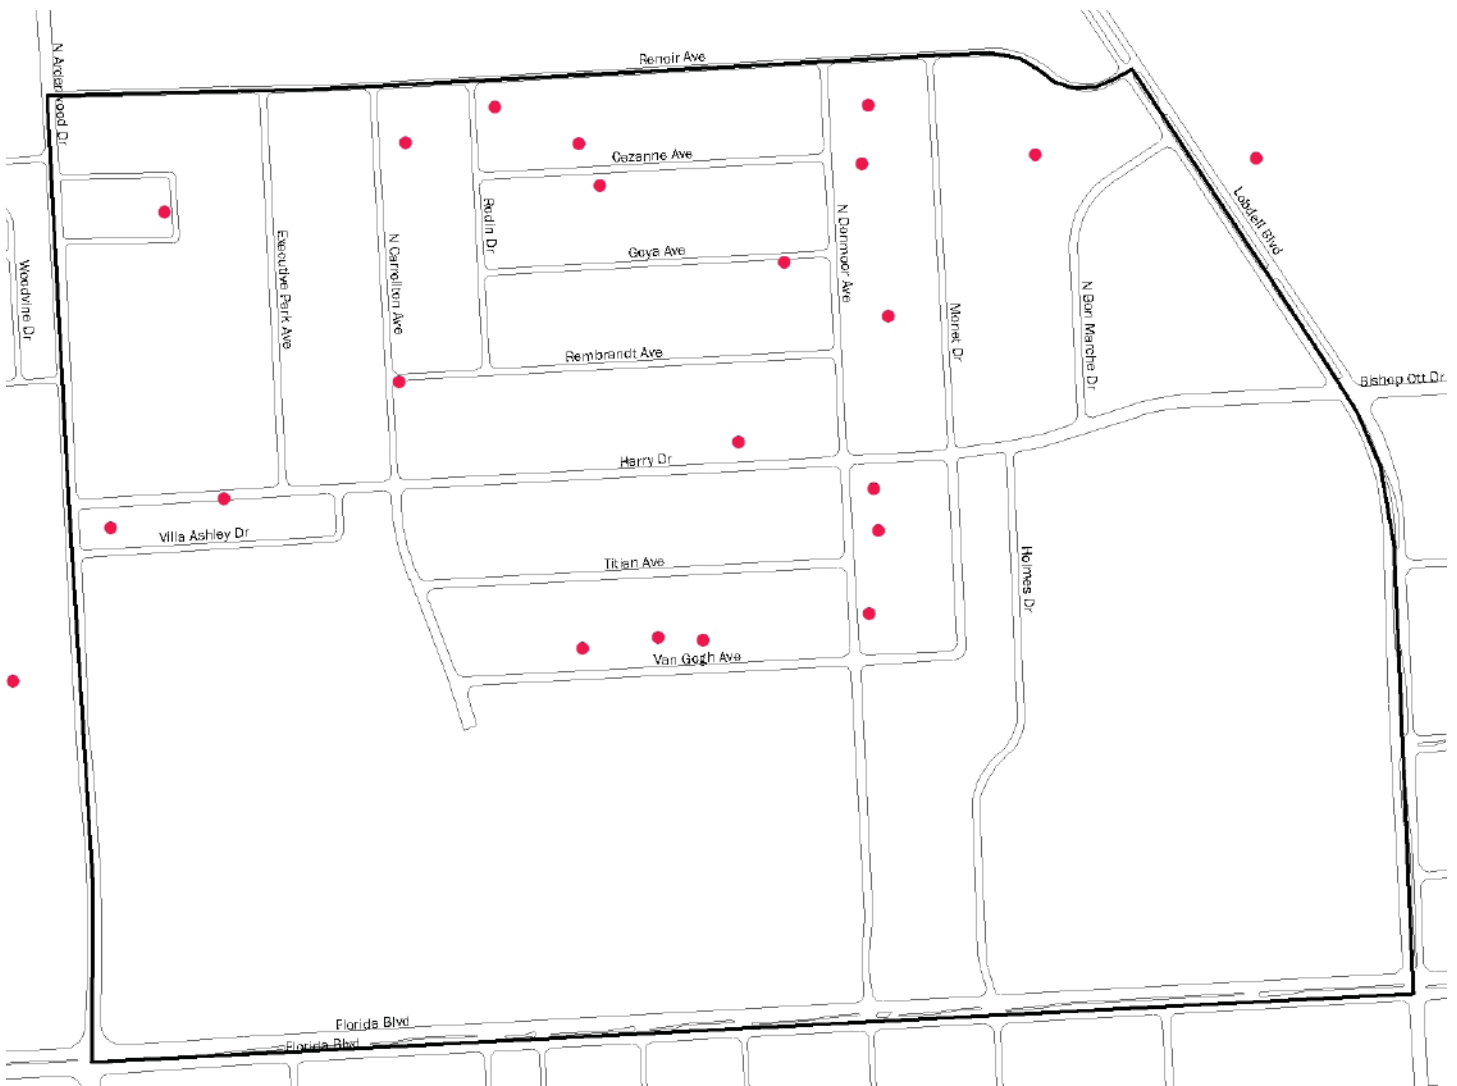 Renoir Ave
N Ardenwood Dr
Cezanne Ave
Rodin Dr
Lobdell Blvd
N Donmoor Ave
Executive Park Ave
N Carrollton Ave
Goya Ave
Woodvine Dr
N Bon Marche Dr
Monet Dr
Rembrandt Ave
Bishop Ott Dr
Harry Dr
Villa Ashley Dr
Titian Ave
Holmes Dr
Van Gogh Ave
Florida Blvd
Florida Blvd